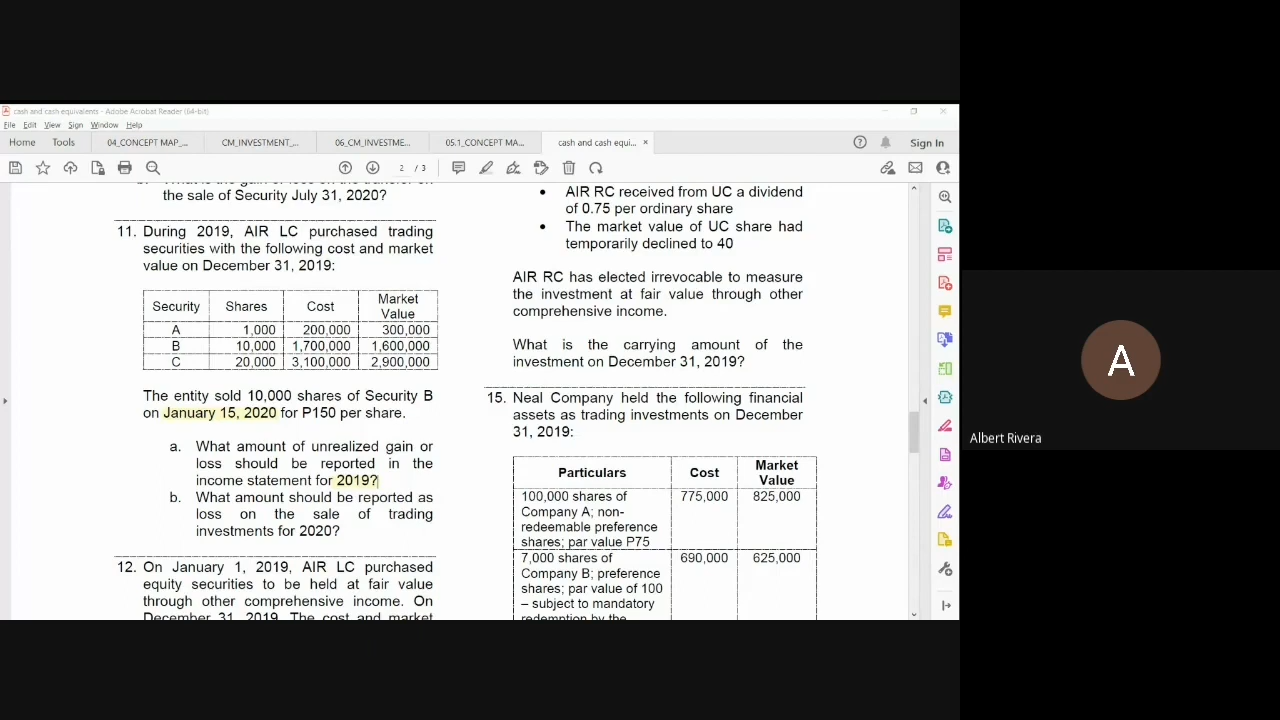 cash and cash equivalents - Adobe Acrobat Reader (64-bit)
File Edit View Sign Window Help
Home Tools 04_CONCEPT MAP_... CM_INVESTMENT_... 06_CM_INVESTME... 05.1_CONCEPT MA... cash and cash equi... × Sign In
2 / 3
the sale of Security July 31, 2020?
11. During 2019, AIR LC purchased trading
securities with the following cost and market
value on December 31, 2019:
Security Shares Cost Market Value
A 1,000 200,000 300,000
B 10,000 1,700,000 1,600,000
C 20,000 3,100,000 2,900,000
The entity sold 10,000 shares of Security B
on January 15, 2020 for P150 per share.
a. What amount of unrealized gain or
loss should be reported in the
income statement for 2019?
b. What amount should be reported as
loss on the sale of trading
investments for 2020?
12. On January 1, 2019, AIR LC purchased
equity securities to be held at fair value
through other comprehensive income. On
December 31, 2019. The cost and market
• AIR RC received from UC a dividend
of 0.75 per ordinary share
• The market value of UC share had
temporarily declined to 40
AIR RC has elected irrevocable to measure
the investment at fair value through other
comprehensive income.
What is the carrying amount of the
investment on December 31, 2019?
15. Neal Company held the following financial
assets as trading investments on December
31, 2019:
Particulars Cost Market Value
100,000 shares of 775,000 825,000
Company A; non-
redeemable preference
shares; par value P75
7,000 shares of 690,000 625,000
Company B; preference
shares; par value of 100
– subject to mandatory
redemption by the
A
Albert Rivera